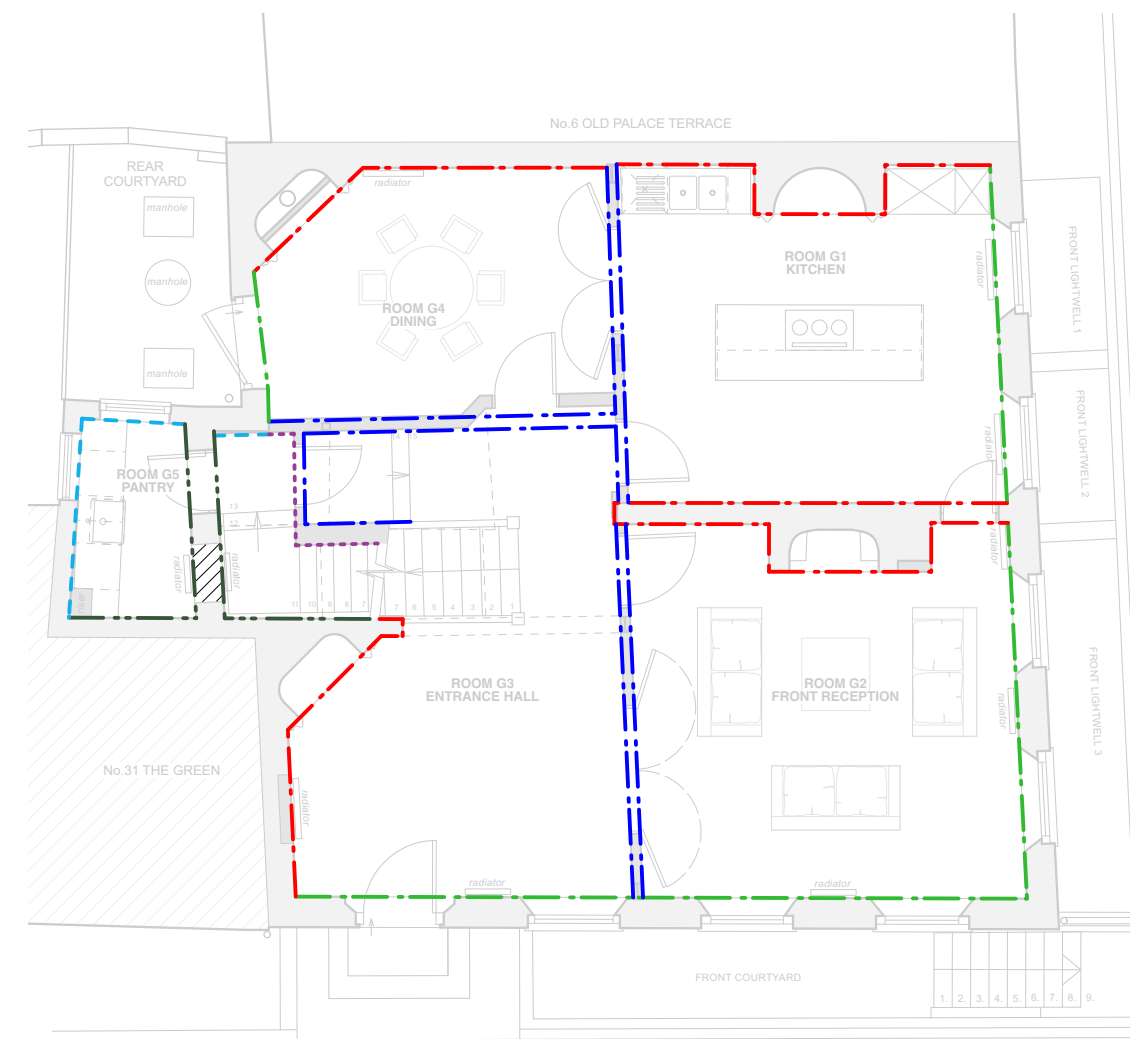 No.6 OLD PALACE TERRACE
REAR
COURTYARD
manhole
manhole
manhole
radiator
ROOM G4
DINING
ROOM G1
KITCHEN
radiator
FRONT LIGHTWELL 1
radiator
FRONT LIGHTWELL 2
ROOM G5
PANTRY
14
15
13
12
radiator
radiator
11
10
9
8
7
7
6
5
4
3
2
1
radiator
ROOM G3
ENTRANCE HALL
ROOM G2
FRONT RECEPTION
radiator
FRONT LIGHTWELL 3
No.31 THE GREEN
radiator
radiator
radiator
FRONT COURTYARD
1. 2. 3. 4. 5. 6. 7. 8. 9.